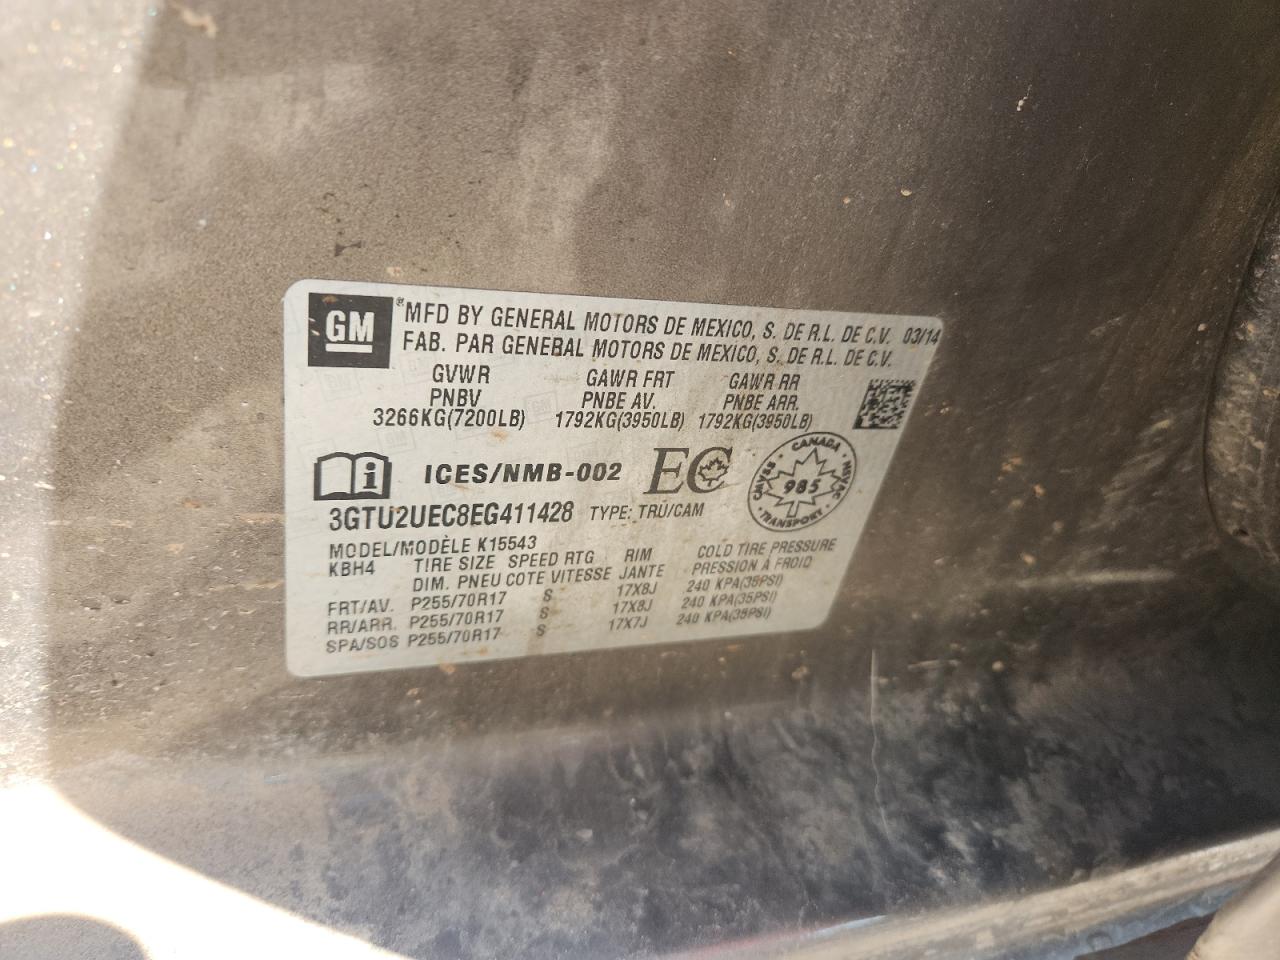 GM
® MFD BY GENERAL MOTORS DE MEXICO, S. DE R.L. DE C.V. 03/14
FAB. PAR GENERAL MOTORS DE MEXICO, S. DE R.L. DE C.V.
GVWR GAWR FRT GAWR RR
PNBV PNBE AV. PNBE ARR.
3266KG(7200LB) 1792KG(3950LB) 1792KG(3950LB)
i ICES/NMB-002 EC
CANADA
CMVSS NSVAC
985
TRANSPORT
3GTU2UEC8EG411428 TYPE: TRU/CAM
MODEL/MODÈLE K15543
KBH4 TIRE SIZE SPEED RTG RIM COLD TIRE PRESSURE
DIM. PNEU COTE VITESSE JANTE PRESSION À FROID
FRT/AV. P255/70R17 S 17X8J 240 KPA(35PSI)
RR/ARR. P255/70R17 S 17X8J 240 KPA(35PSI)
SPA/SOS P255/70R17 S 17X7J 240 KPA(35PSI)